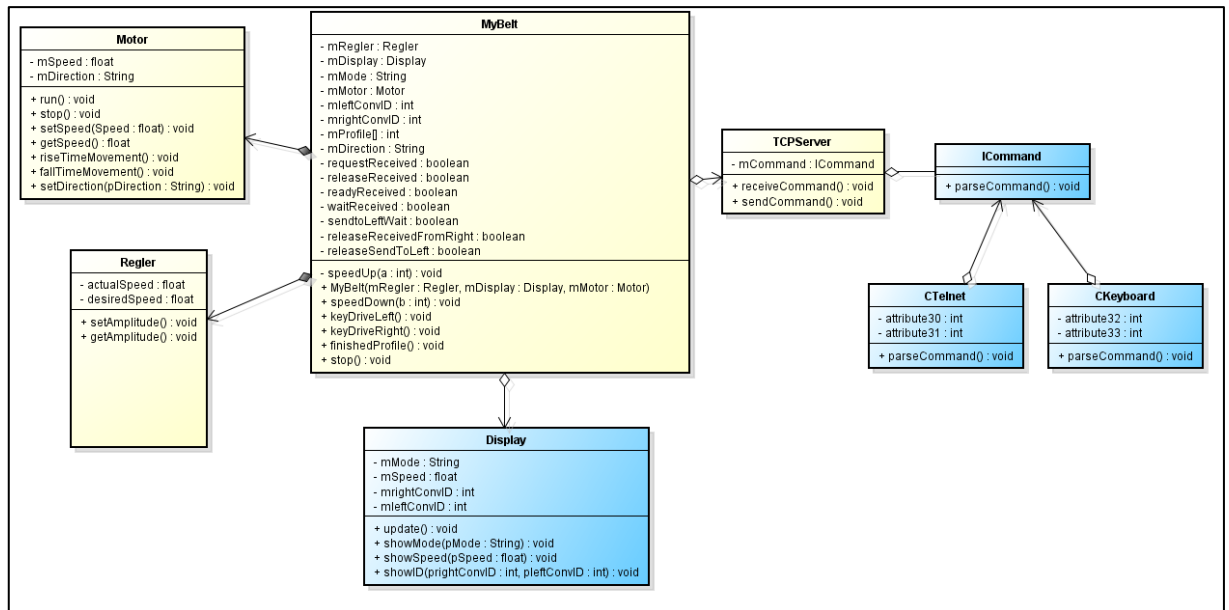 Motor
- mSpeed : float
- mDirection : String
+ run() : void
+ stop() : void
+ setSpeed(Speed : float) : void
+ getSpeed() : float
+ riseTimeMovement() : void
+ fallTimeMovement() : void
+ setDirection(pDirection : String) : void
Regler
- actualSpeed : float
- desiredSpeed : float
+ setAmplitude() : void
+ getAmplitude() : void
MyBelt
- mRegler : Regler
- mDisplay : Display
- mMode : String
- mMotor : Motor
- mleftConvID : int
- mrightConvID : int
- mProfile[] : int
- mDirection : String
- requestReceived : boolean
- releaseReceived : boolean
- readyReceived : boolean
- waitReceived : boolean
- sendtoLeftWait : boolean
- releaseReceivedFromRight : boolean
- releaseSendToLeft : boolean
- speedUp(a : int) : void
+ MyBelt(mRegler : Regler, mDisplay : Display, mMotor : Motor)
+ speedDown(b : int) : void
+ keyDriveLeft() : void
+ keyDriveRight() : void
+ finishedProfile() : void
+ stop() : void
Display
- mMode : String
- mSpeed : float
- mrightConvID : int
- mleftConvID : int
+ update() : void
+ showMode(pMode : String) : void
+ showSpeed(pSpeed : float) : void
+ showID(prightConvID : int, pleftConvID : int) : void
TCPServer
- mCommand : ICommand
+ receiveCommand() : void
+ sendCommand() : void
ICommand
+ parseCommand() : void
CTelnet
- attribute30 : int
- attribute31 : int
+ parseCommand() : void
CKeyboard
- attribute32 : int
- attribute33 : int
+ parseCommand() : void